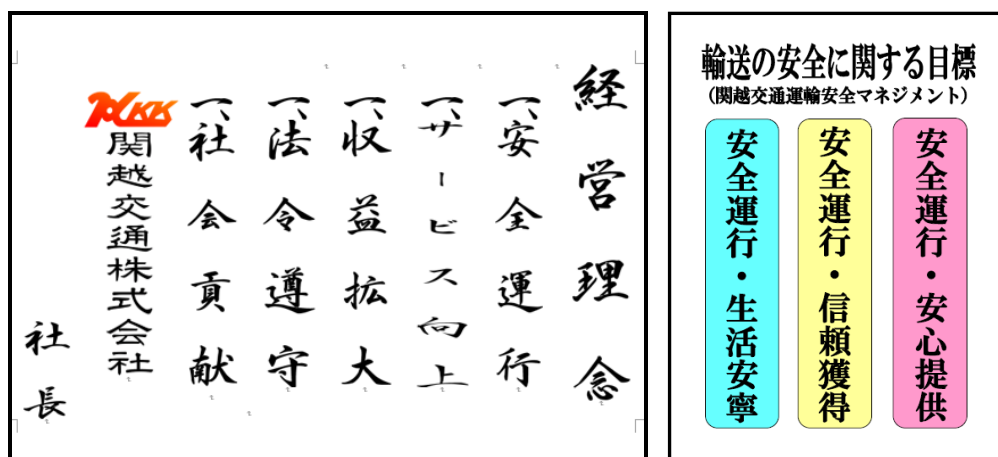 経営理念
一、安全運行
一、サービス向上
一、収益拡大
一、法令遵守
一、社会貢献
KKK
関越交通株式会社
社長
輸送の安全に関する目標
(関越交通運輸安全マネジメント)
安全運行・安心提供
安全運行・信頼獲得
安全運行・生活安寧